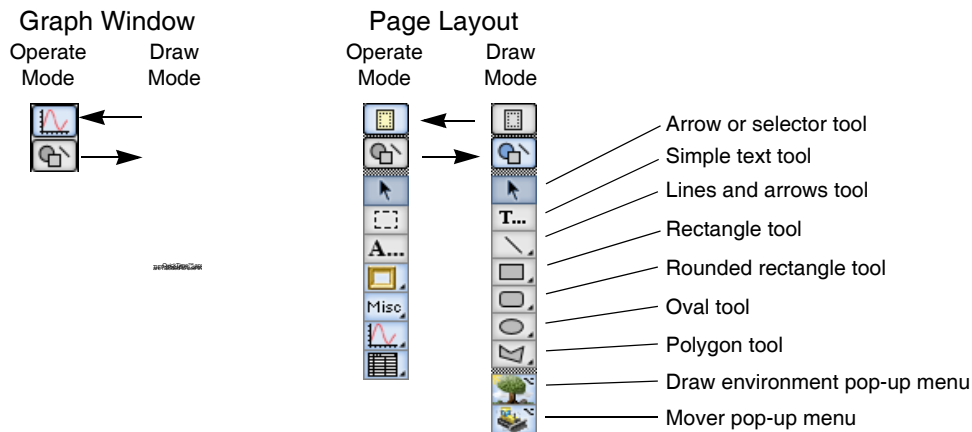 Graph Window
Page Layout
Operate Mode
Draw Mode
Operate Mode
Draw Mode
T...
A...
Misc
Arrow or selector tool
Simple text tool
Lines and arrows tool
Rectangle tool
Rounded rectangle tool
Oval tool
Polygon tool
Draw environment pop-up menu
Mover pop-up menu